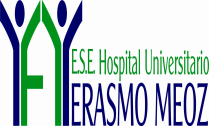 E.S.E. Hospital Universitario
ERASMO MEOZ